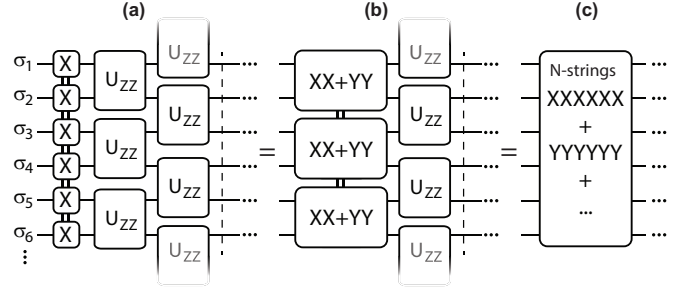 (a) (b) (c)
σ1 X UZZ UZZ ...
σ2 X UZZ
σ3 X UZZ
σ4 X UZZ
σ5 X UZZ
σ6 X UZZ ...
⋮
=
XX+YY UZZ ...
XX+YY UZZ
XX+YY UZZ
UZZ ...
=
N-strings ...
XXXXXX
+
YYYYYY
+
...
...